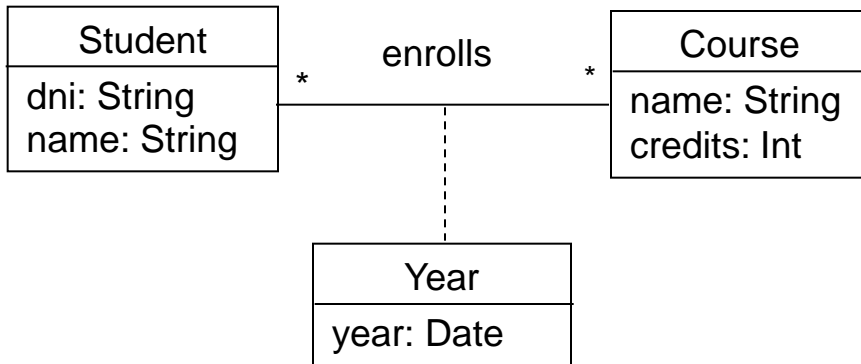 Student
dni: String
name: String
*
enrolls
*
Course
name: String
credits: Int
Year
year: Date